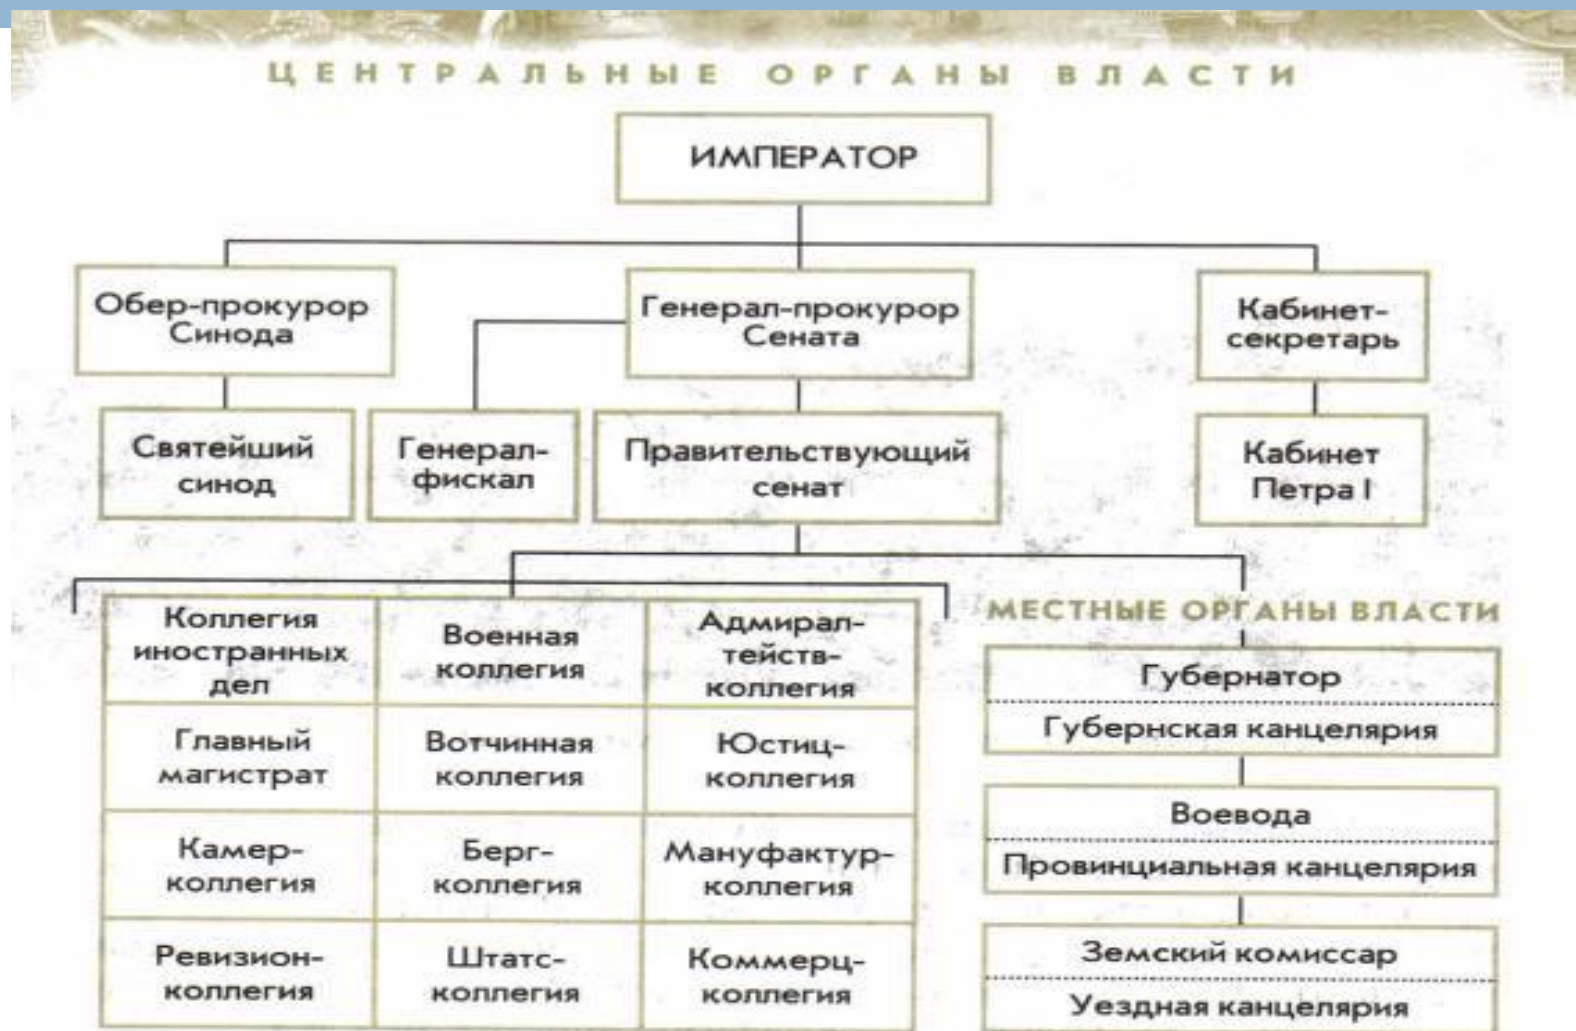 ЦЕНТРАЛЬНЫЕ ОРГАНЫ ВЛАСТИ
ИМПЕРАТОР
Обер-прокурор
Синода
Генерал-прокурор
Сената
Кабинет-
секретарь
Святейший
синод
Генерал-
фискал
Правительствующий
сенат
Кабинет
Петра I
Коллегия
иностранных
дел
Военная
коллегия
Адмирал-
тейств-
коллегия
Главный
магистрат
Вотчинная
коллегия
Юстиц-
коллегия
Камер-
коллегия
Берг-
коллегия
Мануфактур-
коллегия
Ревизион-
коллегия
Штатс-
коллегия
Коммерц-
коллегия
МЕСТНЫЕ ОРГАНЫ ВЛАСТИ
Губернатор
Губернская канцелярия
Воевода
Провинциальная канцелярия
Земский комиссар
Уездная канцелярия